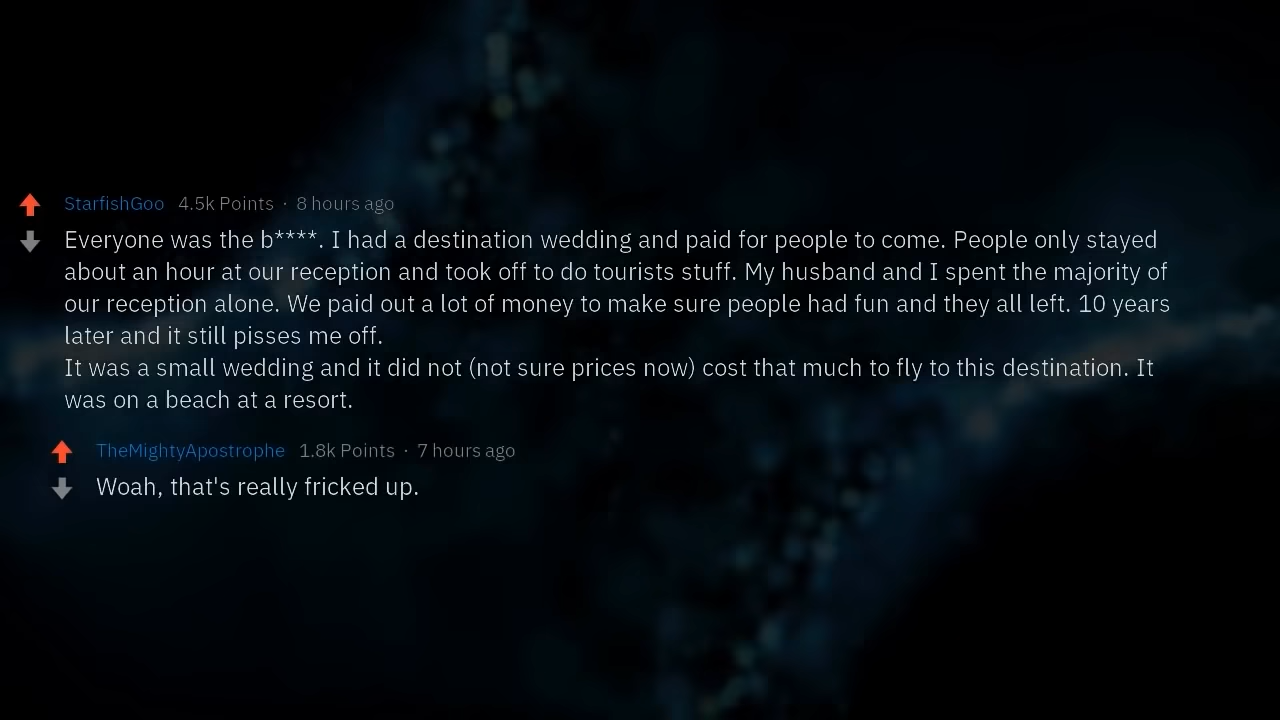 StarfishGoo 4.5k Points · 8 hours ago
Everyone was the b****. I had a destination wedding and paid for people to come. People only stayed
about an hour at our reception and took off to do tourists stuff. My husband and I spent the majority of
our reception alone. We paid out a lot of money to make sure people had fun and they all left. 10 years
later and it still pisses me off.
It was a small wedding and it did not (not sure prices now) cost that much to fly to this destination. It
was on a beach at a resort.
TheMightyApostrophe 1.8k Points · 7 hours ago
Woah, that's really fricked up.